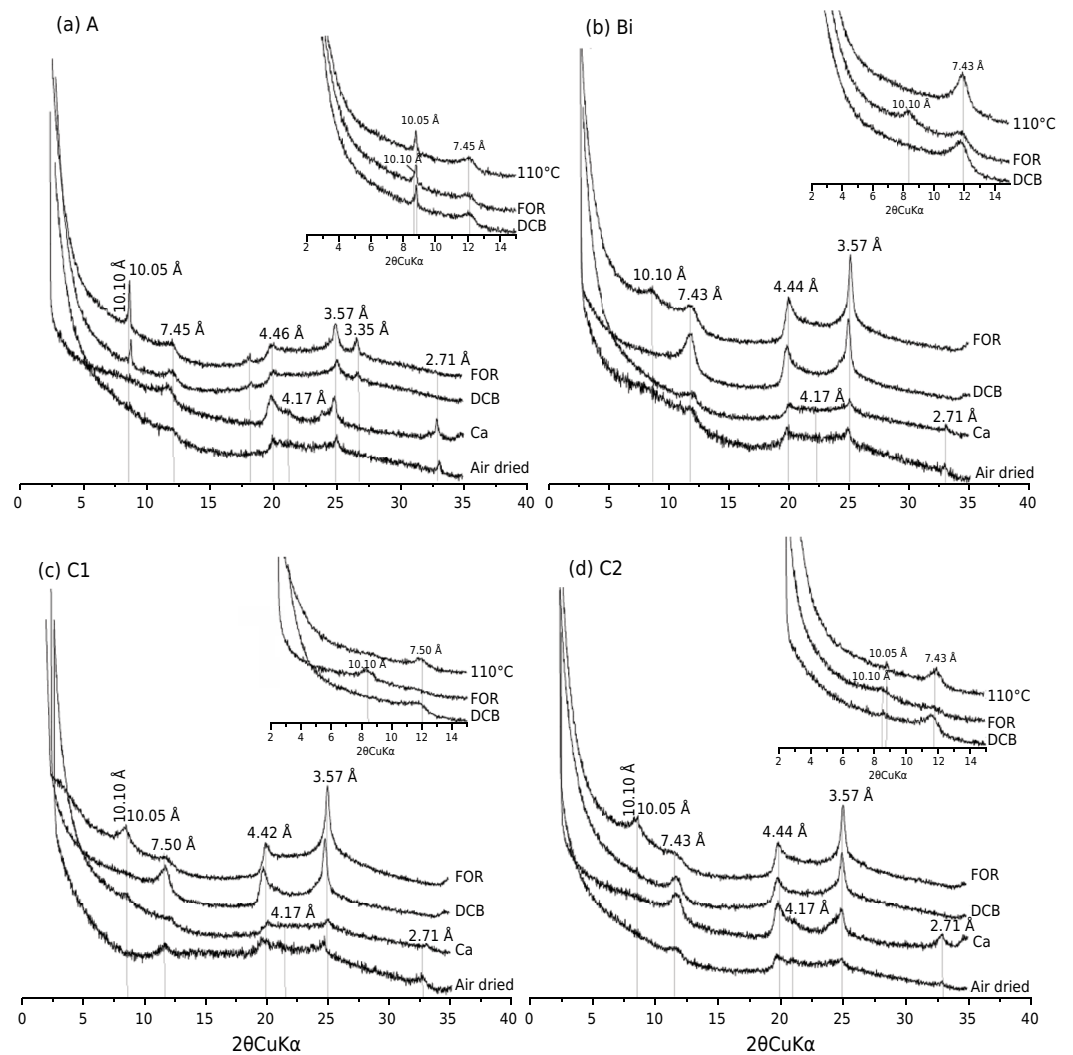 (a) A
10.05 Å
7.45 Å
10.10 Å
110°C
FOR
DCB
2 4 6 8 10 12 14
2θCuKα
10.10 Å
10.05 Å
7.45 Å
4.46 Å
3.57 Å
3.35 Å
2.71 Å
4.17 Å
FOR
DCB
Ca
Air dried
0 5 10 15 20 25 30 35 40
(b) Bi
7.43 Å
10.10 Å
110°C
FOR
DCB
2 4 6 8 10 12 14
2θCuKα
3.57 Å
10.10 Å
7.43 Å
4.44 Å
4.17 Å
2.71 Å
FOR
DCB
Ca
Air dried
0 5 10 15 20 25 30 35 40
(c) C1
7.50 Å
10.10 Å
110°C
FOR
DCB
2 4 6 8 10 12 14
2θCuKα
10.10 Å
10.05 Å
7.50 Å
4.42 Å
3.57 Å
4.17 Å
2.71 Å
FOR
DCB
Ca
Air dried
0 5 10 15 20 25 30 35 40
2θCuKα
(d) C2
10.05 Å
7.43 Å
10.10 Å
110°C
FOR
DCB
2 4 6 8 10 12 14
2θCuKα
10.10 Å
10.05 Å
7.43 Å
4.44 Å
3.57 Å
4.17 Å
2.71 Å
FOR
DCB
Ca
Air dried
0 5 10 15 20 25 30 35 40
2θCuKα